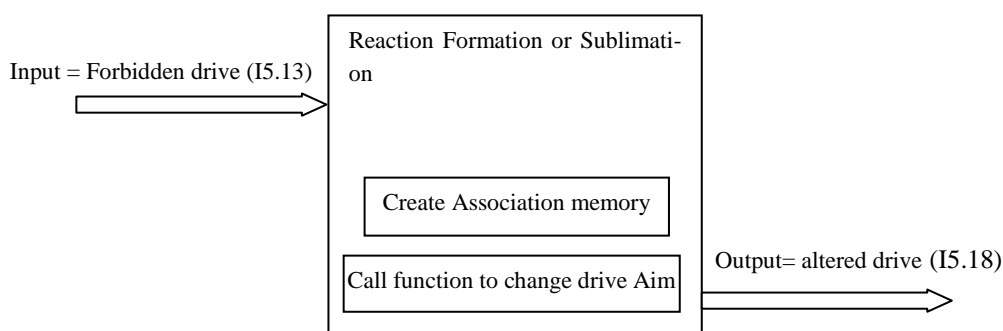 Reaction Formation or Sublimati-
on
Input = Forbidden drive (I5.13)
Create Association memory
Call function to change drive Aim
Output= altered drive (I5.18)